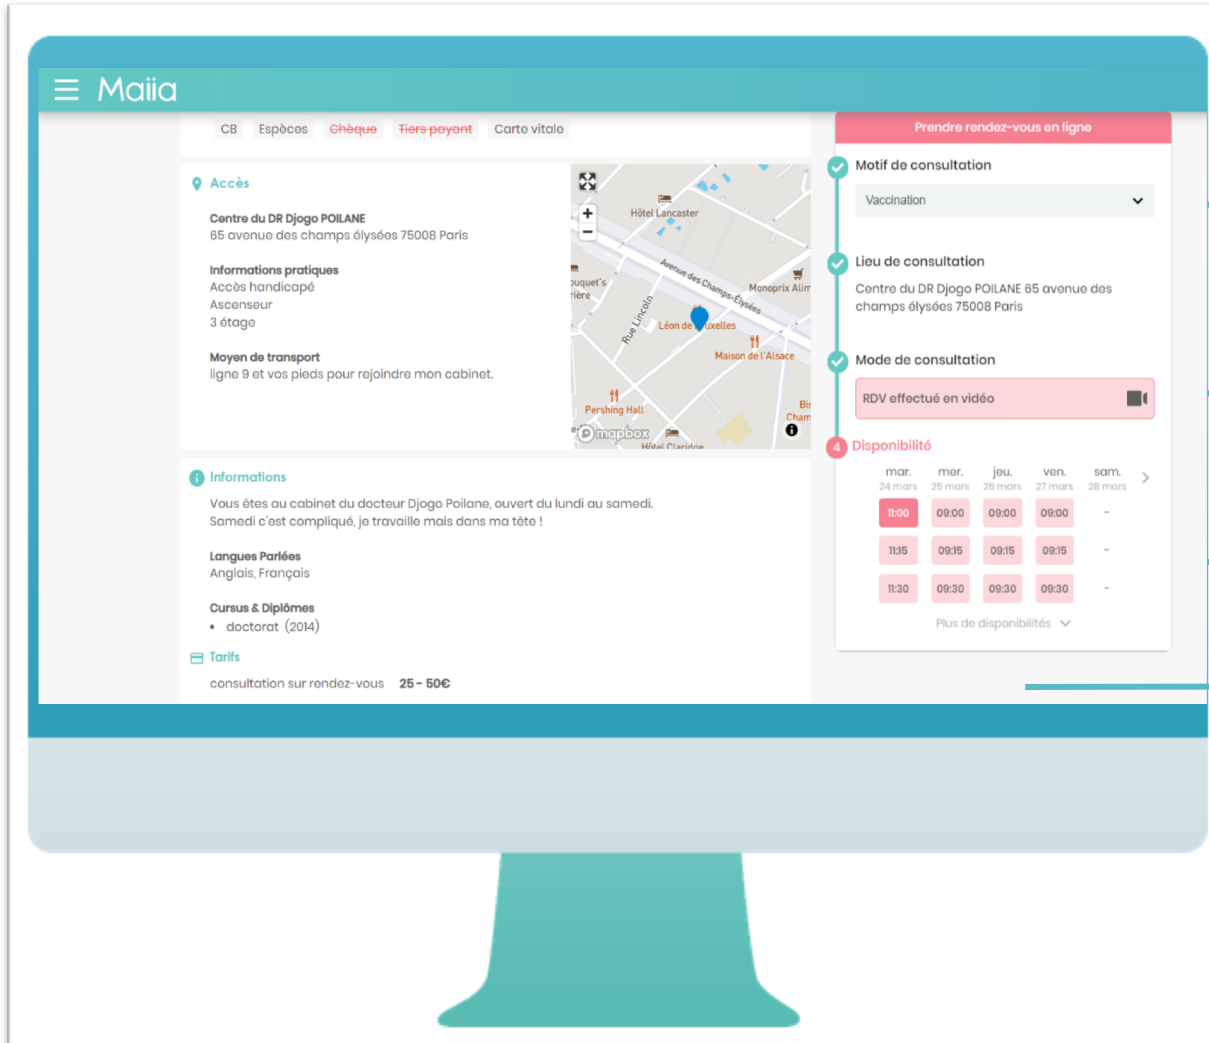 Maiia
CB Espèces Chèque Tiers payant Carte vitale
Accès
Centre du DR Djogo POILANE
65 avenue des champs élysées 75008 Paris
Informations pratiques
Accès handicapé
Ascenseur
3 étage
Moyen de transport
ligne 9 et vos pieds pour rejoindre mon cabinet.
+
−
Hôtel Lancaster
Avenue des Champs-Élysées
Monoprix Alim
ouquet's
rière
Rue Lincoln
Maison de l'Alsace
Pershing Hall
Bis
Cham
mapbox
Hôtel Claridge
Informations
Vous êtes au cabinet du docteur Djogo Poilane, ouvert du lundi au samedi.
Samedi c'est compliqué, je travaille mais dans ma tête !
Langues Parlées
Anglais, Français
Cursus & Diplômes
• doctorat (2014)
Tarifs
consultation sur rendez-vous 25 - 50€
Prendre rendez-vous en ligne
Motif de consultation
Vaccination
Lieu de consultation
Centre du DR Djogo POILANE 65 avenue des
champs élysées 75008 Paris
Mode de consultation
RDV effectué en vidéo
4 Disponibilité
mar. mer. jeu. ven. sam.
24 mars 25 mars 26 mars 27 mars 28 mars
11:00 09:00 09:00 09:00 -
11:15 09:15 09:15 09:15 -
11:30 09:30 09:30 09:30 -
Plus de disponibilités